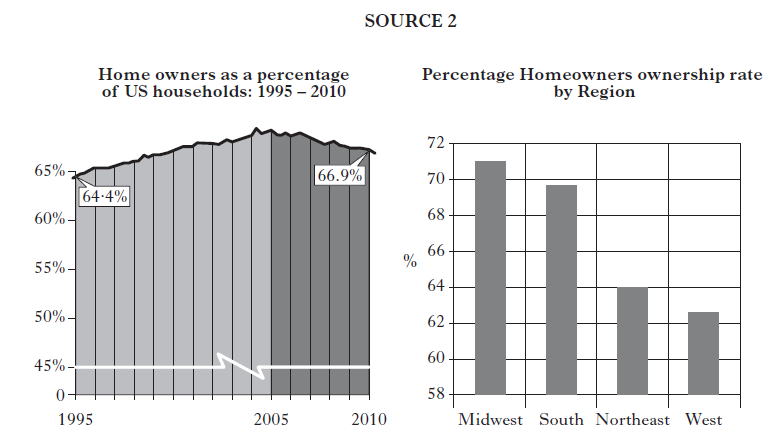 SOURCE 2
Home owners as a percentage
of US households: 1995 – 2010
65%
60%
55%
50%
45%
0
64·4%
66.9%
1995
2005
2010
Percentage Homeowners ownership rate
by Region
%
72
70
68
66
64
62
60
58
Midwest
South
Northeast
West